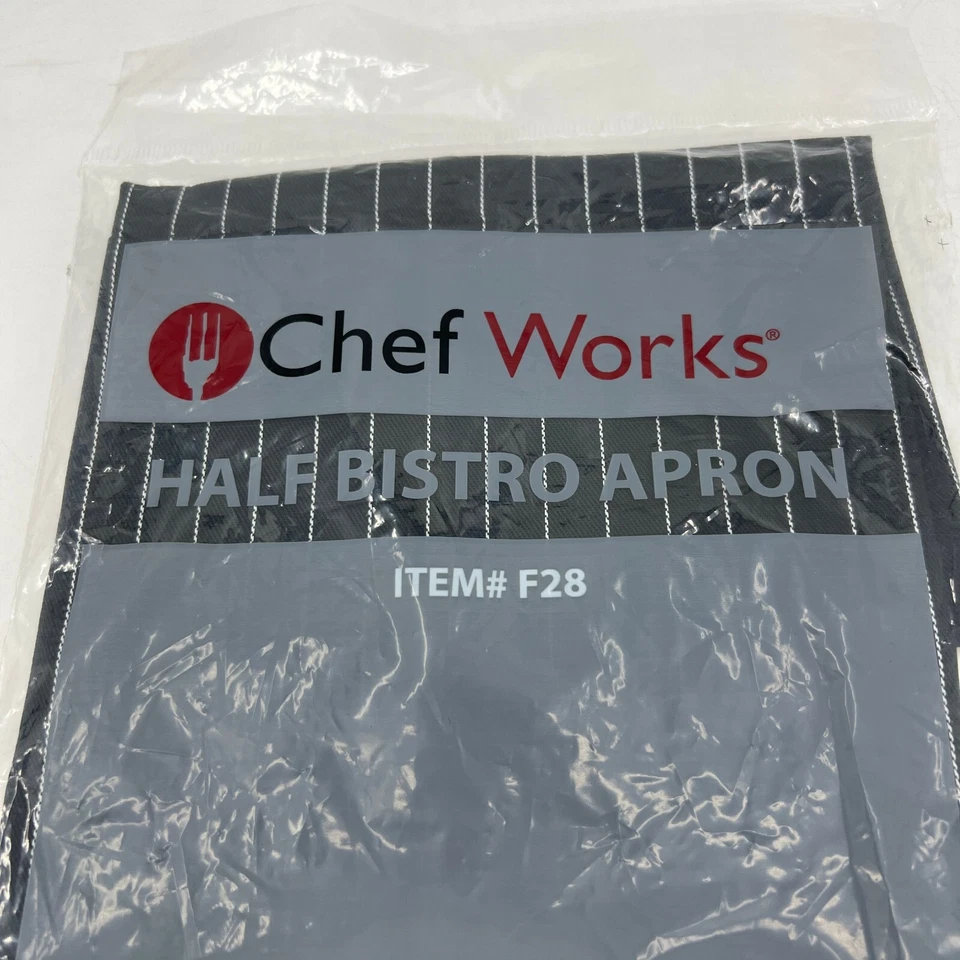 Chef Works®
HALF BISTRO APRON
ITEM# F28